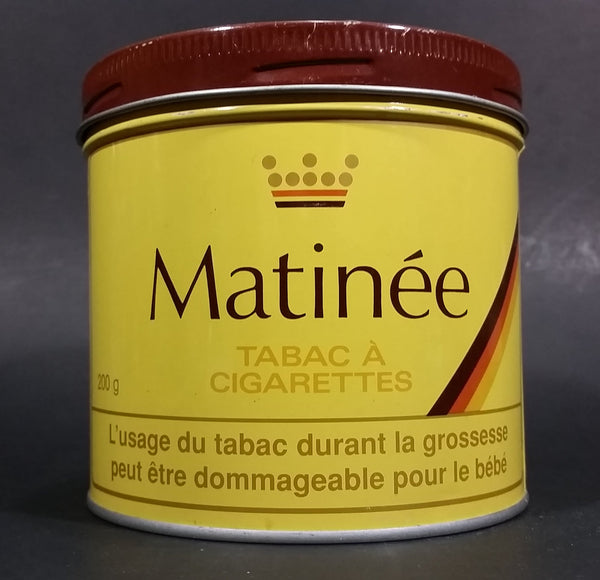 Matinée
TABAC À
CIGARETTES
200 g
L'usage du tabac durant la grossesse
peut être dommageable pour le bébé